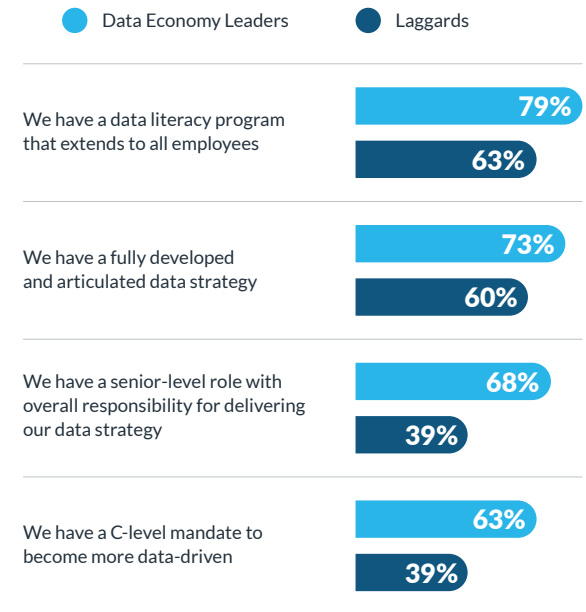 Data Economy Leaders
Laggards
We have a data literacy program
that extends to all employees
79%
63%
We have a fully developed
and articulated data strategy
73%
60%
We have a senior-level role with
overall responsibility for delivering
our data strategy
68%
39%
We have a C-level mandate to
become more data-driven
63%
39%